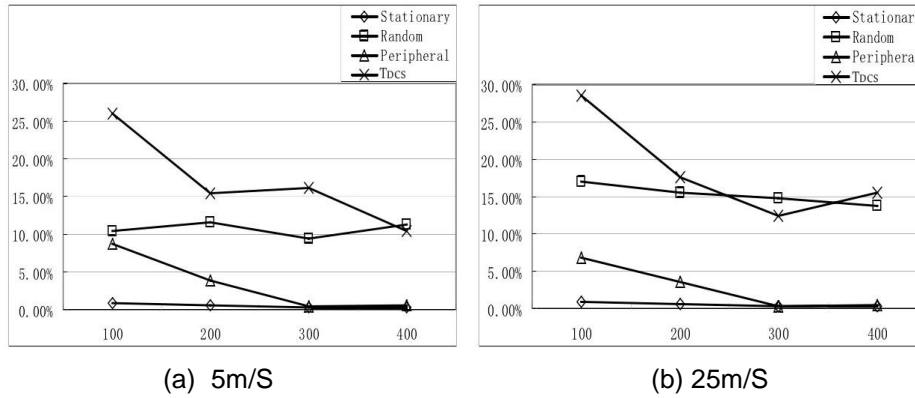 Stationary
Random
Peripheral
TDCS
30.00%
25.00%
20.00%
15.00%
10.00%
5.00%
0.00%
100 200 300 400
(a) 5m/S
Stationar
Random
Periphera
TDCS
30.00%
25.00%
20.00%
15.00%
10.00%
5.00%
0.00%
100 200 300 400
(b) 25m/S